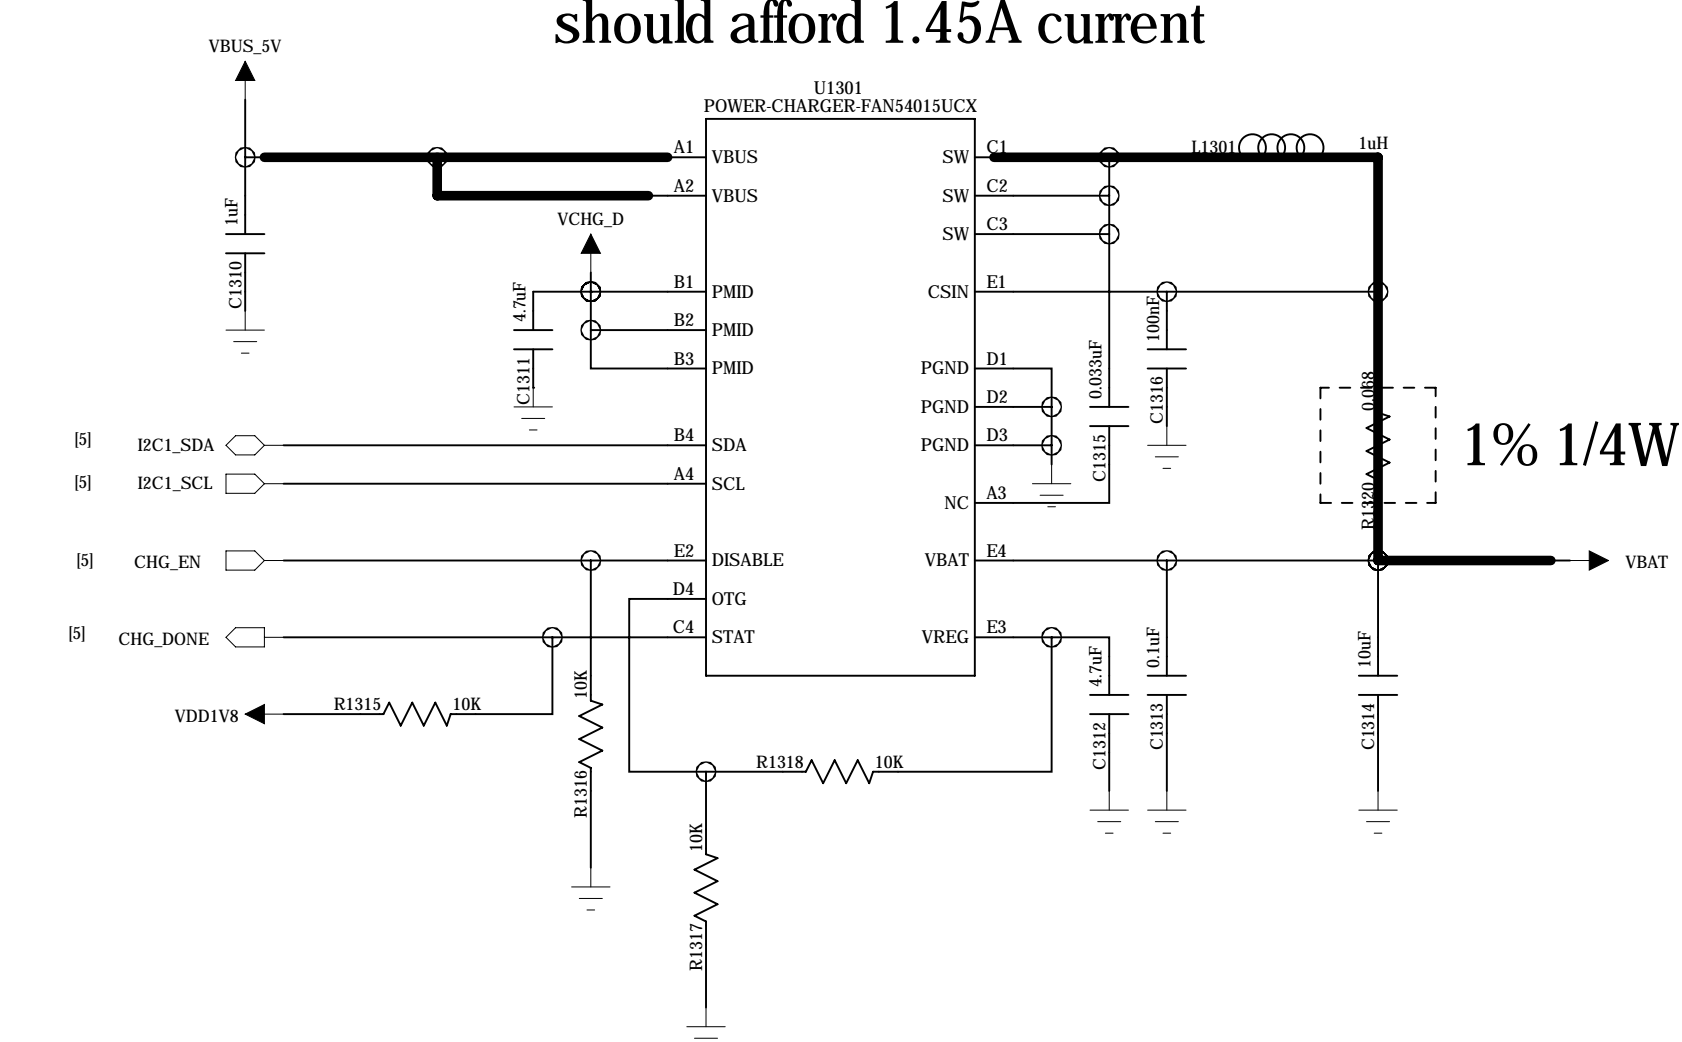 should afford 1.45A current
VBUS_5V
U1301
POWER-CHARGER-FAN54015UCX
A1
VBUS
SW
C1
L1301
1uH
A2
VBUS
SW
C2
1uF
VCHG_D
SW
C3
C1310
4.7uF
B1
PMID
CSIN
E1
100nF
B2
PMID
C1311
B3
PMID
PGND
D1
0.033uF
C1316
0.068
PGND
D2
[5]
I2C1_SDA
B4
SDA
PGND
D3
C1315
1% 1/4W
[5]
I2C1_SCL
A4
SCL
NC
A3
R1320
[5]
CHG_EN
E2
DISABLE
VBAT
E4
VBAT
D4
OTG
[5]
CHG_DONE
C4
STAT
VREG
E3
4.7uF
0.1uF
10uF
VDD1V8
R1315
10K
10K
C1312
C1313
C1314
R1316
R1318
10K
10K
R1317